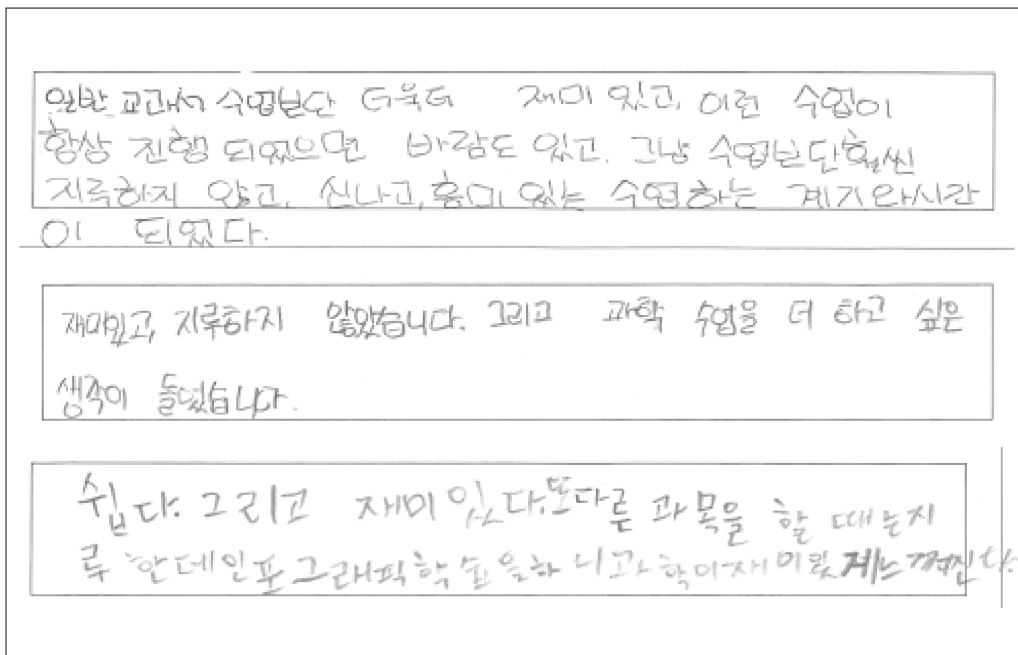 일반 교과서 수업보단 더욱더 재미 있고, 이런 수업이
항상 진행 되었으면 바람도 있고. 그냥 수업보단 훨씬
지루하지 않고, 신나고, 흥미 있는 수업하는 계기와시간
이 되었다.
재미있고, 지루하지 않았습니다. 그리고 과학 수업을 더 하고 싶은
생각이 들었습니다.
쉽다. 그리고 재미있다. 또다른 과목을 할 때는지
루 한데인포그래픽학습을하니과학이재미있게느껴진다.